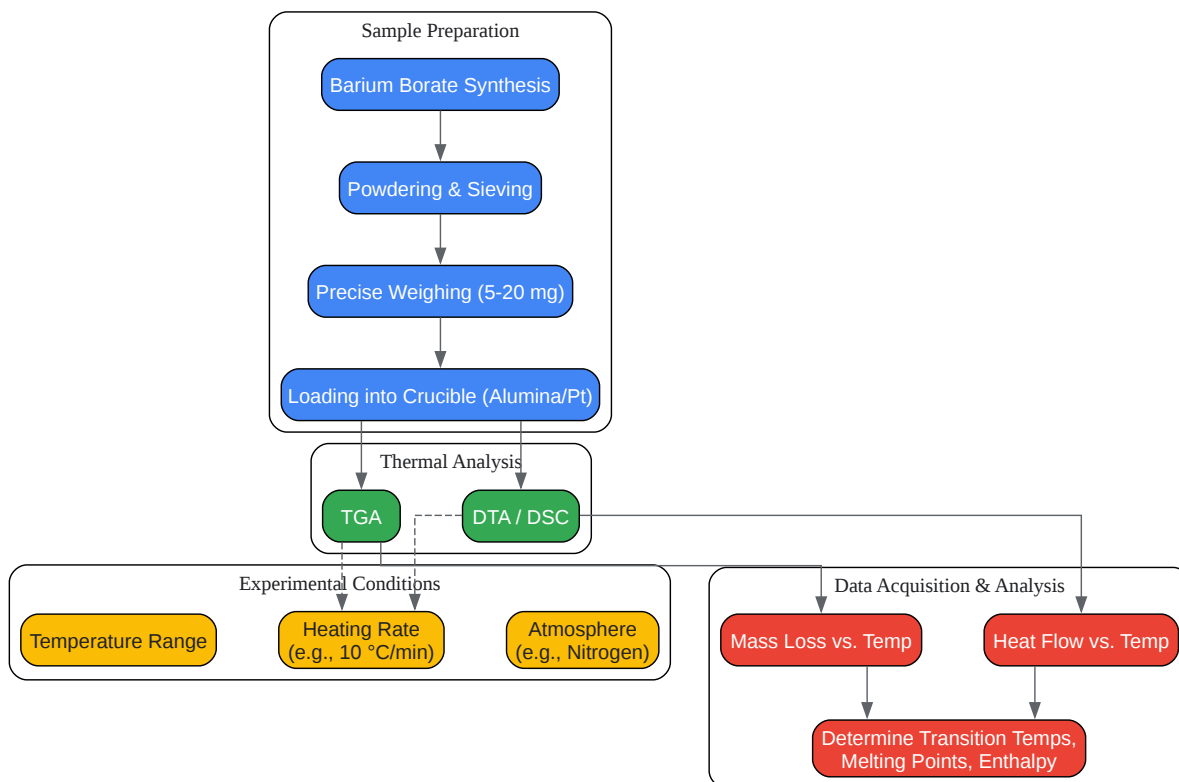 Sample Preparation
Barium Borate Synthesis
Powdering & Sieving
Precise Weighing (5-20 mg)
Loading into Crucible (Alumina/Pt)
Thermal Analysis
TGA
DTA / DSC
Experimental Conditions
Temperature Range
Heating Rate
(e.g., 10 °C/min)
Atmosphere
(e.g., Nitrogen)
Data Acquisition & Analysis
Mass Loss vs. Temp
Heat Flow vs. Temp
Determine Transition Temps,
Melting Points, Enthalpy